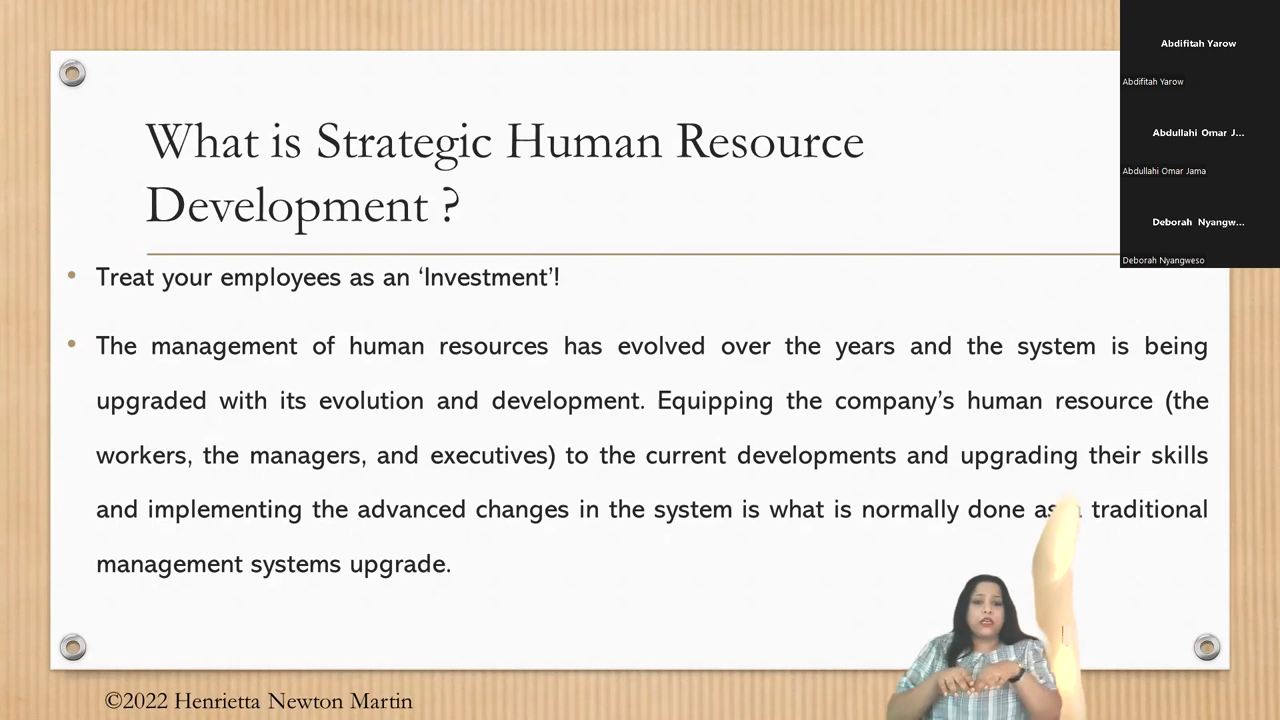 What is Strategic Human Resource
Development ?
• Treat your employees as an ‘Investment’!
• The management of human resources has evolved over the years and the system is being
upgraded with its evolution and development. Equipping the company’s human resource (the
workers, the managers, and executives) to the current developments and upgrading their skills
and implementing the advanced changes in the system is what is normally done as traditional
management systems upgrade.
©2022 Henrietta Newton Martin
Abdifitah Yarow
Abdifitah Yarow
Abdullahi Omar J...
Abdullahi Omar Jama
Deborah Nyangw...
Deborah Nyangweso